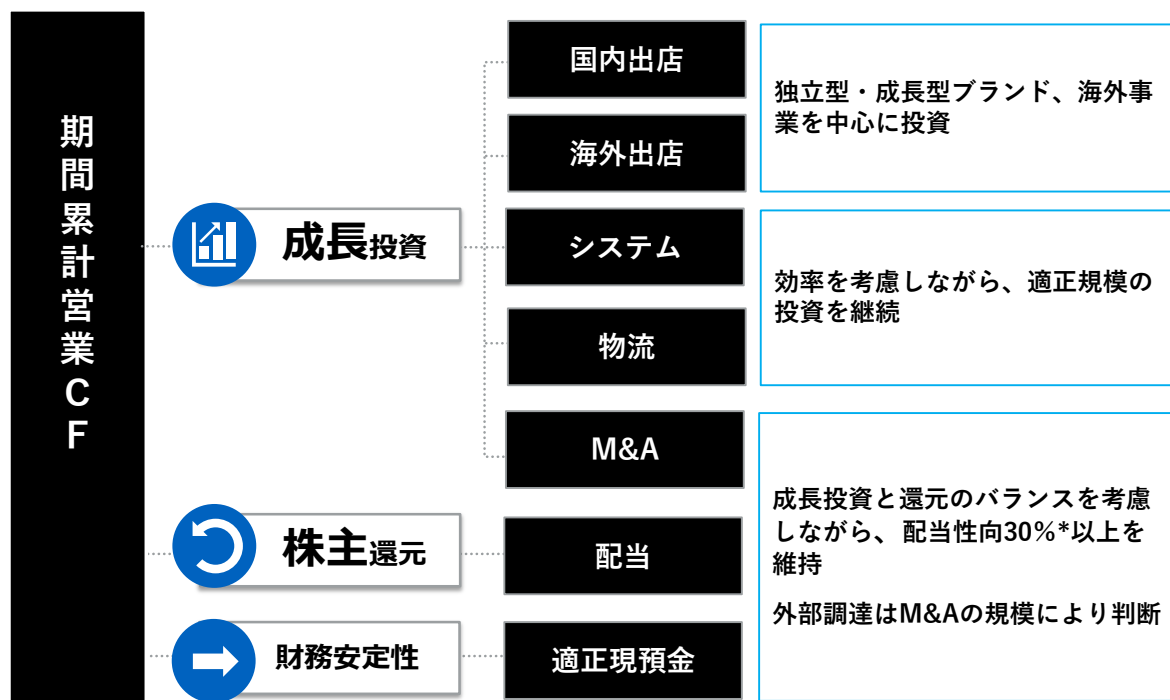 期間累計営業CF
成長投資
国内出店
海外出店
システム
物流
M&A
独立型・成長型ブランド、海外事
業を中心に投資
効率を考慮しながら、適正規模の
投資を継続
株主還元
配当
財務安定性
適正現預金
成長投資と還元のバランスを考慮
しながら、配当性向30%*以上を
維持
外部調達はM&Aの規模により判断